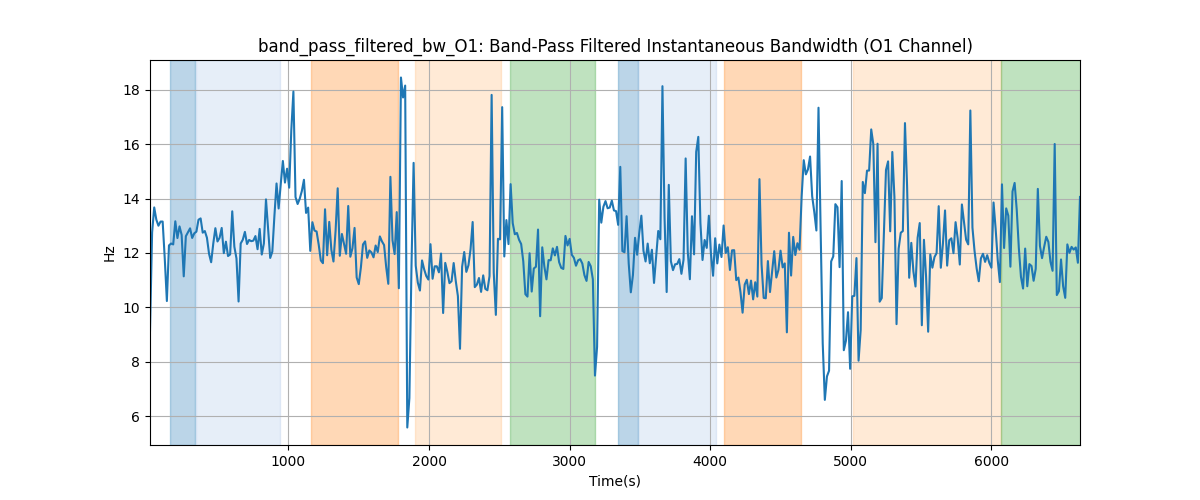 band_pass_filtered_bw_O1: Band-Pass Filtered Instantaneous Bandwidth (O1 Channel)
18
16
14
12
10
8
6
Hz
1000 2000 3000 4000 5000 6000
Time(s)